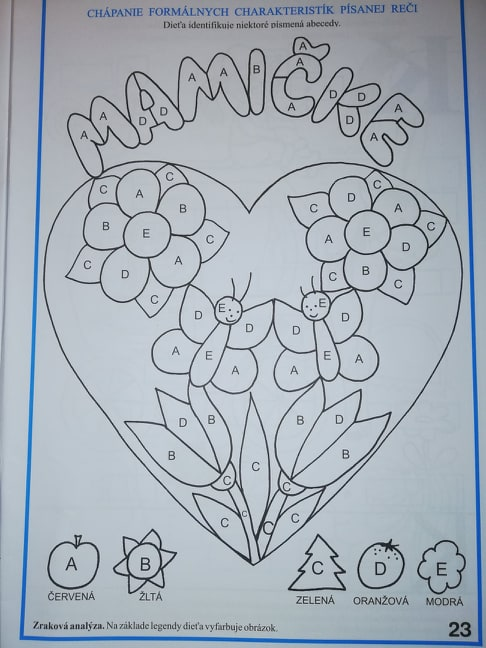 CHÁPANIE FORMÁLNYCH CHARAKTERISTÍK PÍSANEJ REČI
Dieťa identifikuje niektoré písmená abecedy.
MAMIČKE
A A D D A A B A A A D D D A A
C C A B B E C A C D C
C D A C C A E D C B C
D E D A E A
D E D A E A
D B B C C C
B D B C C C
A B C D E
ČERVENÁ ŽLTÁ ZELENÁ ORANŽOVÁ MODRÁ
Zraková analýza. Na základe legendy dieťa vyfarbuje obrázok.
23